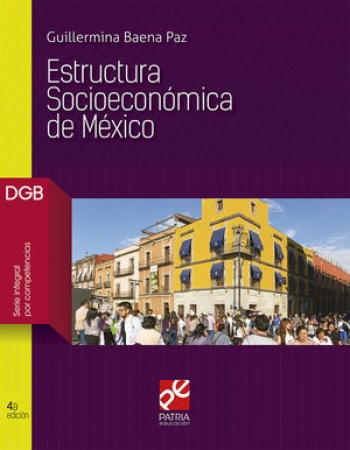 Guillermina Baena Paz
Estructura
Socioeconómica
de México
DGB
Serie integral
por competencias
4a
edición
PATRIA
educación